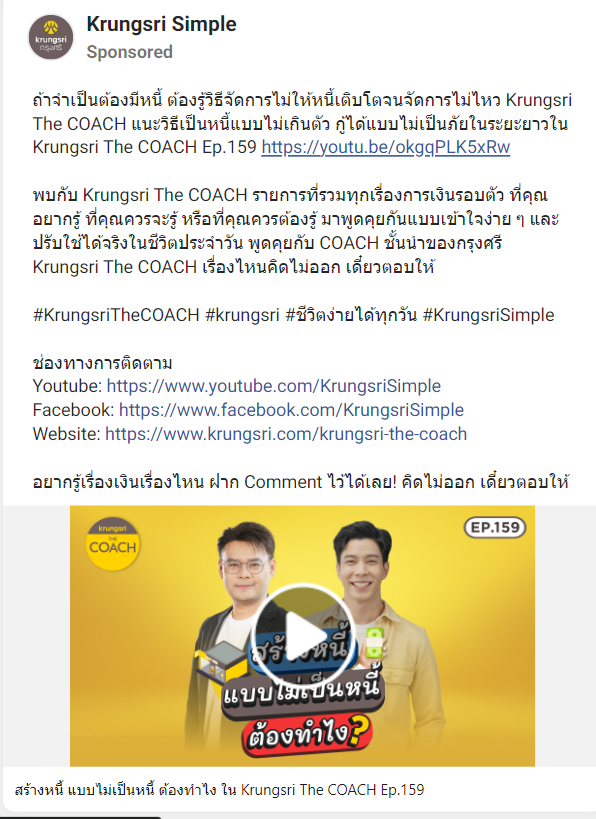 Krungsri Simple
krungsri
กรุงศรี
Sponsored
ถ้าจำเป็นต้องมีหนี้ ต้องรู้วิธีจัดการไม่ให้หนี้เติบโตจนจัดการไม่ไหว Krungsri
The COACH แนะวิธีเป็นหนี้แบบไม่เกินตัว กู้ได้แบบไม่เป็นภัยในระยะยาวใน
Krungsri The COACH Ep.159 https://youtu.be/okgqPLK5xRw
พบกับ Krungsri The COACH รายการที่รวมทุกเรื่องการเงินรอบตัว ที่คุณ
อยากรู้ ที่คุณควรจะรู้ หรือที่คุณควรต้องรู้ มาพูดคุยกันแบบเข้าใจง่าย ๆ และ
ปรับใช้ได้จริงในชีวิตประจำวัน พูดคุยกับ COACH ชั้นนำของกรุงศรี
Krungsri The COACH เรื่องไหนคิดไม่ออก เดี๋ยวตอบให้
#KrungsriTheCOACH #krungsri #ชีวิตง่ายได้ทุกวัน #KrungsriSimple
ช่องทางการติดตาม
Youtube: https://www.youtube.com/KrungsriSimple
Facebook: https://www.facebook.com/KrungsriSimple
Website: https://www.krungsri.com/krungsri-the-coach
อยากรู้เรื่องเงินเรื่องไหน ฝาก Comment ไว้ได้เลย! คิดไม่ออก เดี๋ยวตอบให้
krungsri
THE
COACH
EP.159
สร้างหนี้
แบบไม่เป็นหนี้
ต้องทำไง?
สร้างหนี้ แบบไม่เป็นหนี้ ต้องทำไง ใน Krungsri The COACH Ep.159